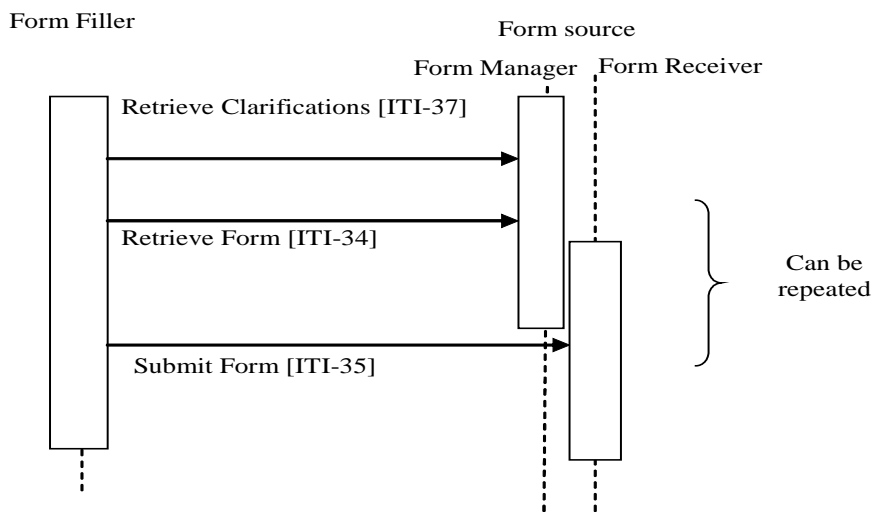 Form Filler
Form source
Form Manager
Form Receiver
Retrieve Clarifications [ITI-37]
Retrieve Form [ITI-34]
Can be
repeated
Submit Form [ITI-35]